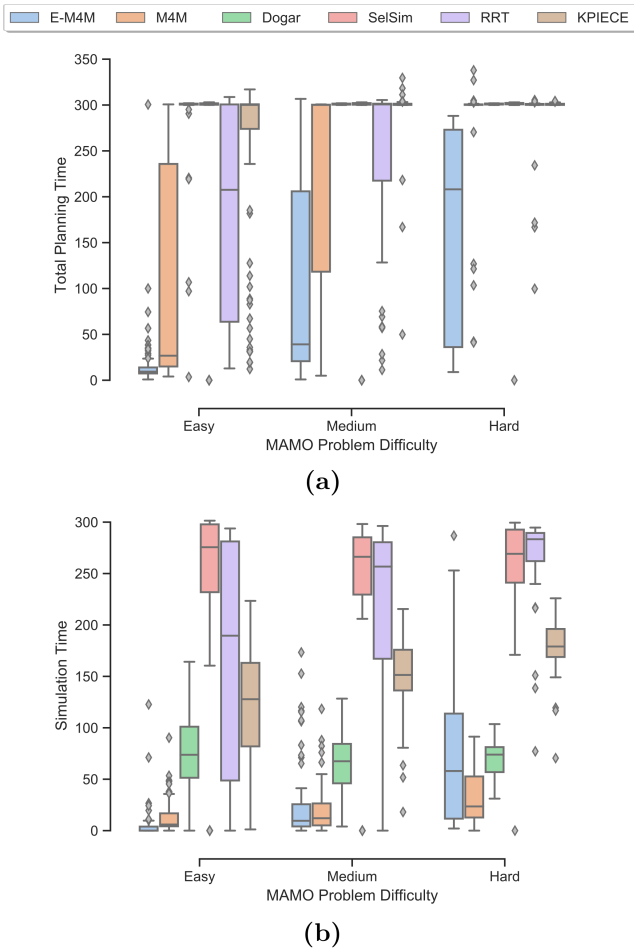 E-M4M M4M Dogar SelSim RRT KPIECE
350
300
250
200
150
100
50
0
Total Planning Time
Easy Medium Hard
MAMO Problem Difficulty
(a)
300
250
200
150
100
50
0
Simulation Time
Easy Medium Hard
MAMO Problem Difficulty
(b)